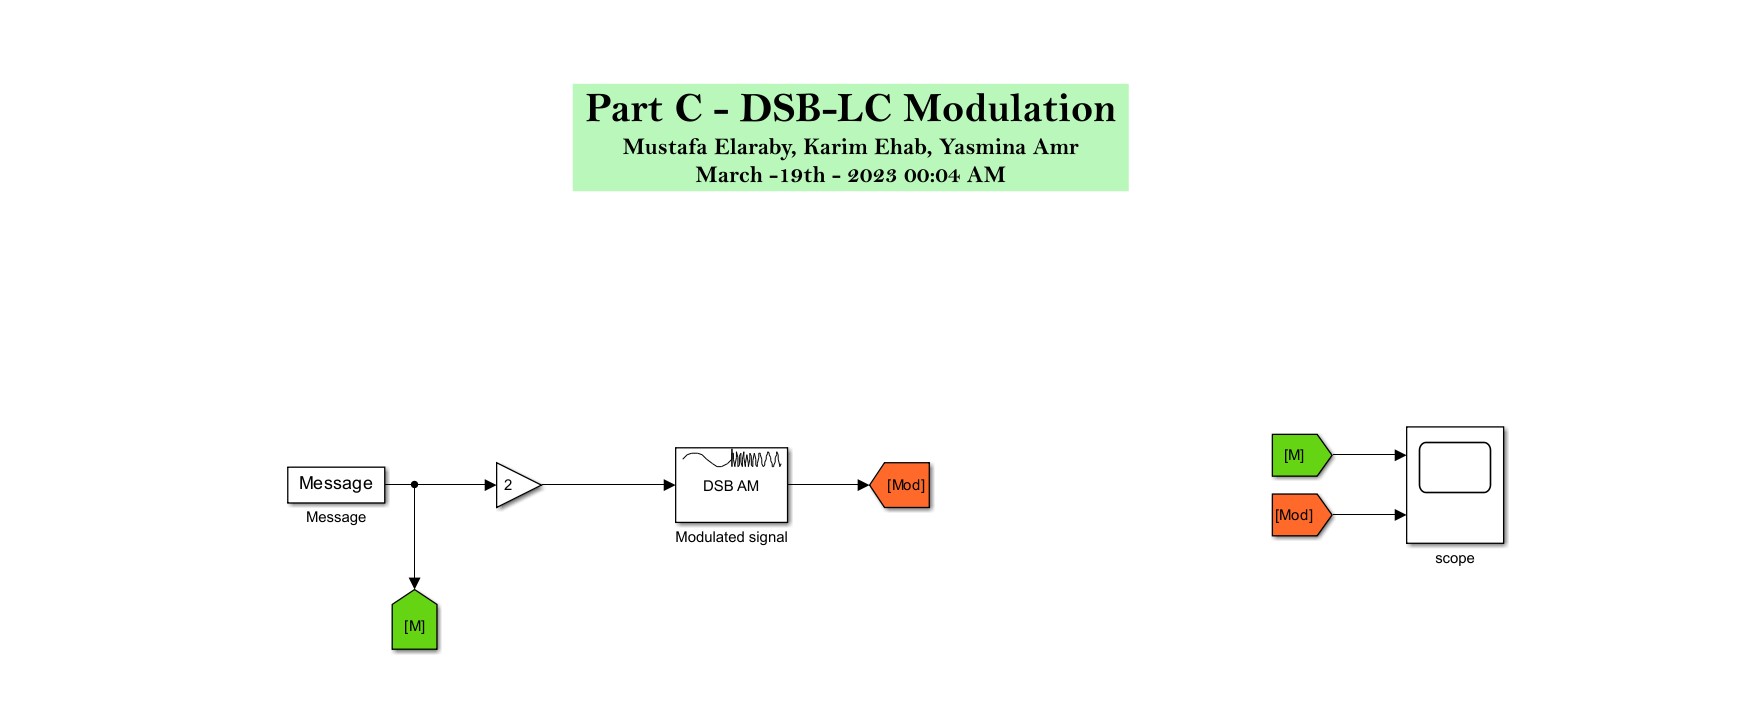 Part C - DSB-LC Modulation
Mustafa Elaraby, Karim Ehab, Yasmina Amr
March -19th - 2023 00:04 AM
Message
Message
2
DSB AM
Modulated signal
[Mod]
[M]
[M]
[Mod]
scope